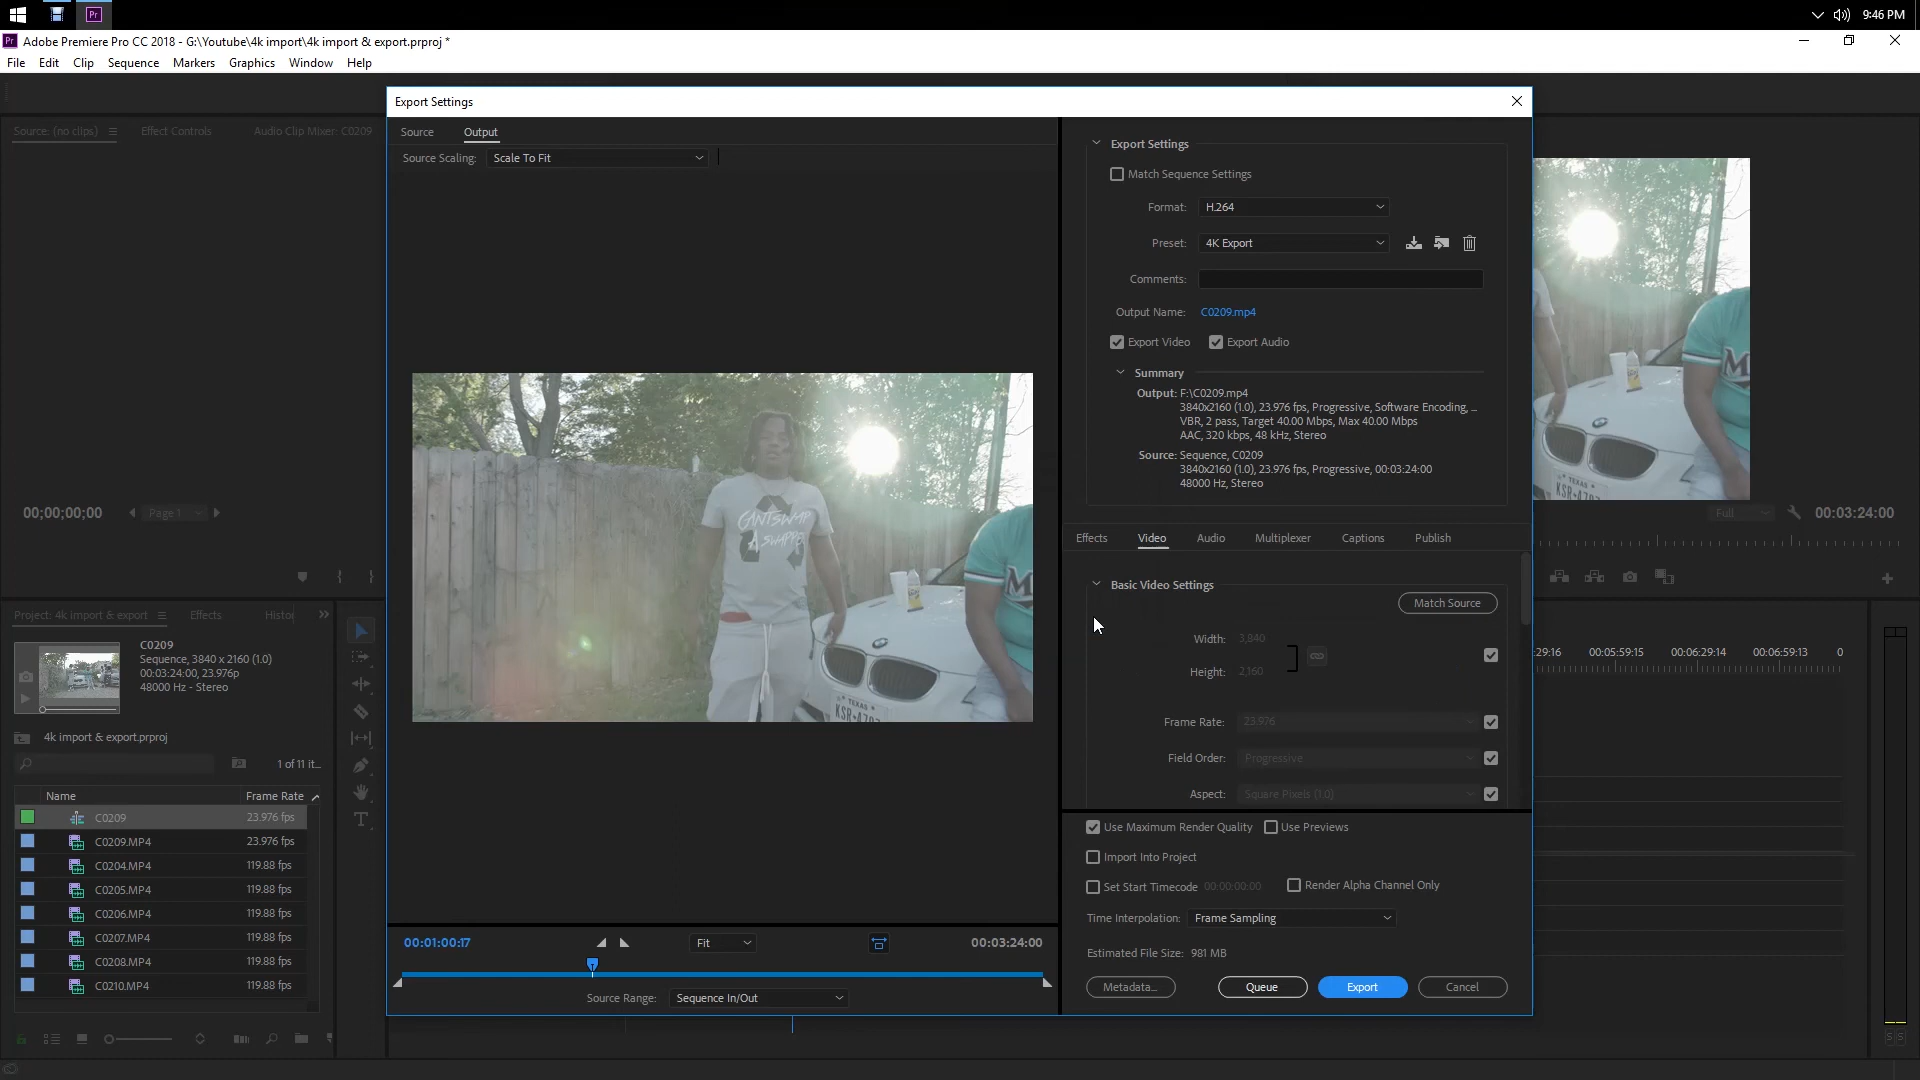 9:46 PM
Pr Adobe Premiere Pro CC 2018 - G:\Youtube\4k import\4k import & export.prproj *
File Edit Clip Sequence Markers Graphics Window Help
Export Settings
Source: (no clips) Effect Controls Audio Clip Mixer: C0209
Source Output
Source Scaling: Scale To Fit
Export Settings
Match Sequence Settings
Format: H.264
Preset: 4K Export
Comments:
Output Name: C0209.mp4
Export Video Export Audio
Summary
Output: F:\C0209.mp4
3840x2160 (1.0), 23.976 fps, Progressive, Software Encoding, ...
VBR, 2 pass, Target 40.00 Mbps, Max 40.00 Mbps
AAC, 320 kbps, 48 kHz, Stereo
Source: Sequence, C0209
3840x2160 (1.0), 23.976 fps, Progressive, 00:03:24:00
48000 Hz, Stereo
CANTSWAP
A SWAPPER
TEXAS
00;00;00;00 Page 1
Full 00:03:24:00
Effects Video Audio Multiplexer Captions Publish
Basic Video Settings
Match Source
Width: 3,840
Height: 2,160
Frame Rate: 23.976
Field Order: Progressive
Aspect: Square Pixels (1.0)
Use Maximum Render Quality Use Previews
Import Into Project
Set Start Timecode 00:00:00:00 Render Alpha Channel Only
Time Interpolation: Frame Sampling
Estimated File Size: 981 MB
Metadata... Queue Export Cancel
00:01:00:17 Fit 00:03:24:00
Source Range: Sequence In/Out
Project: 4k import & export Effects Histor
C0209
Sequence, 3840 x 2160 (1.0)
00:03:24:00, 23.976p
48000 Hz - Stereo
4k import & export.prproj
1 of 11 it...
Name Frame Rate
C0209 23.976 fps
C0209.MP4 23.976 fps
C0204.MP4 119.88 fps
C0205.MP4 119.88 fps
C0206.MP4 119.88 fps
C0207.MP4 119.88 fps
C0208.MP4 119.88 fps
C0210.MP4 119.88 fps
:29:16 00:05:59:15 00:06:29:14 00:06:59:13 0
S S